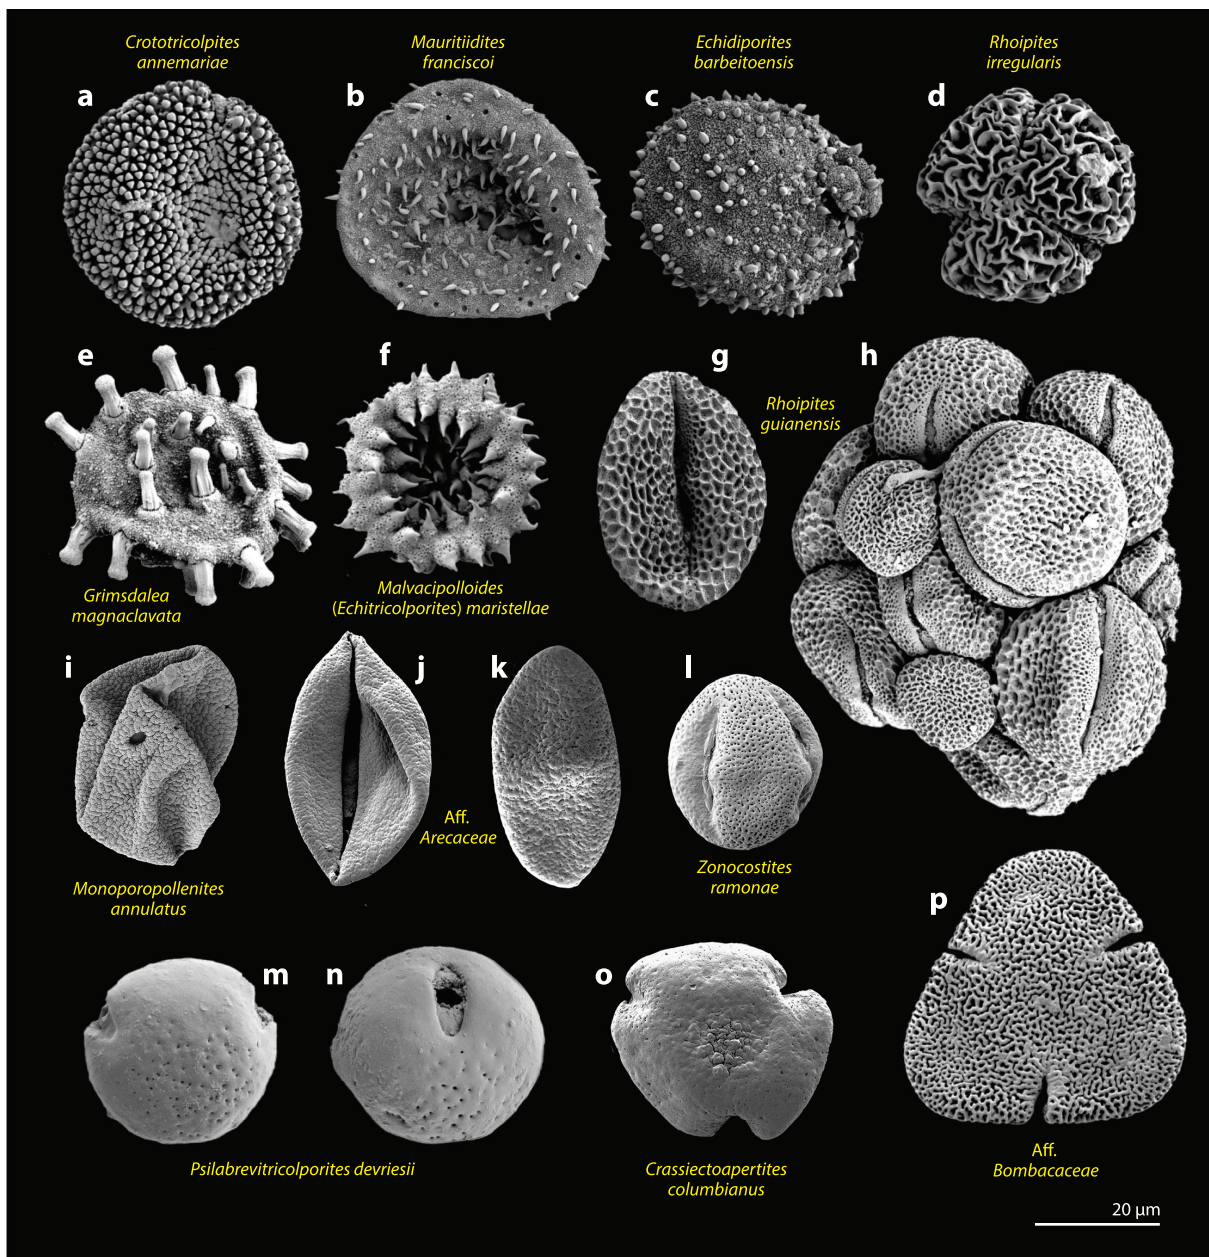 Crototricolpites
annemariae
Mauritiidites
franciscoi
Echidiporites
barbeitoensis
Rhoipites
irregularis
a
b
c
d
e
f
g
h
Rhoipites
guianensis
Grimsdalea
magnaclavata
Malvacipolloides
(Echitricolporites) maristellae
i
j
k
l
Aff.
Arecaceae
Monoporopollenites
annulatus
Zonocostites
ramonae
p
m
n
o
Psilabrevitricolporites devriesii
Crassiectoapertites
columbianus
Aff.
Bombacaceae
20 µm